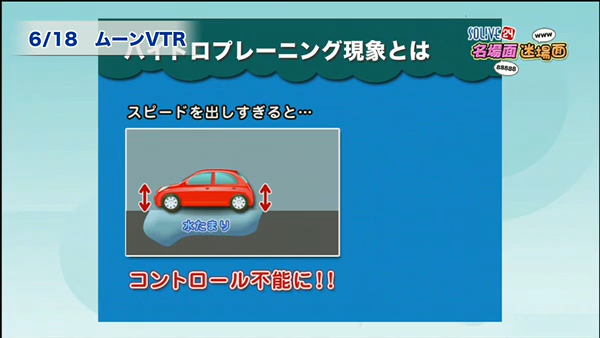 6/18 ムーンVTR
SOLiVE24
www
名場面 迷場面
88888
ハイドロプレーニング現象とは
スピードを出しすぎると…
水たまり
コントロール不能に!!